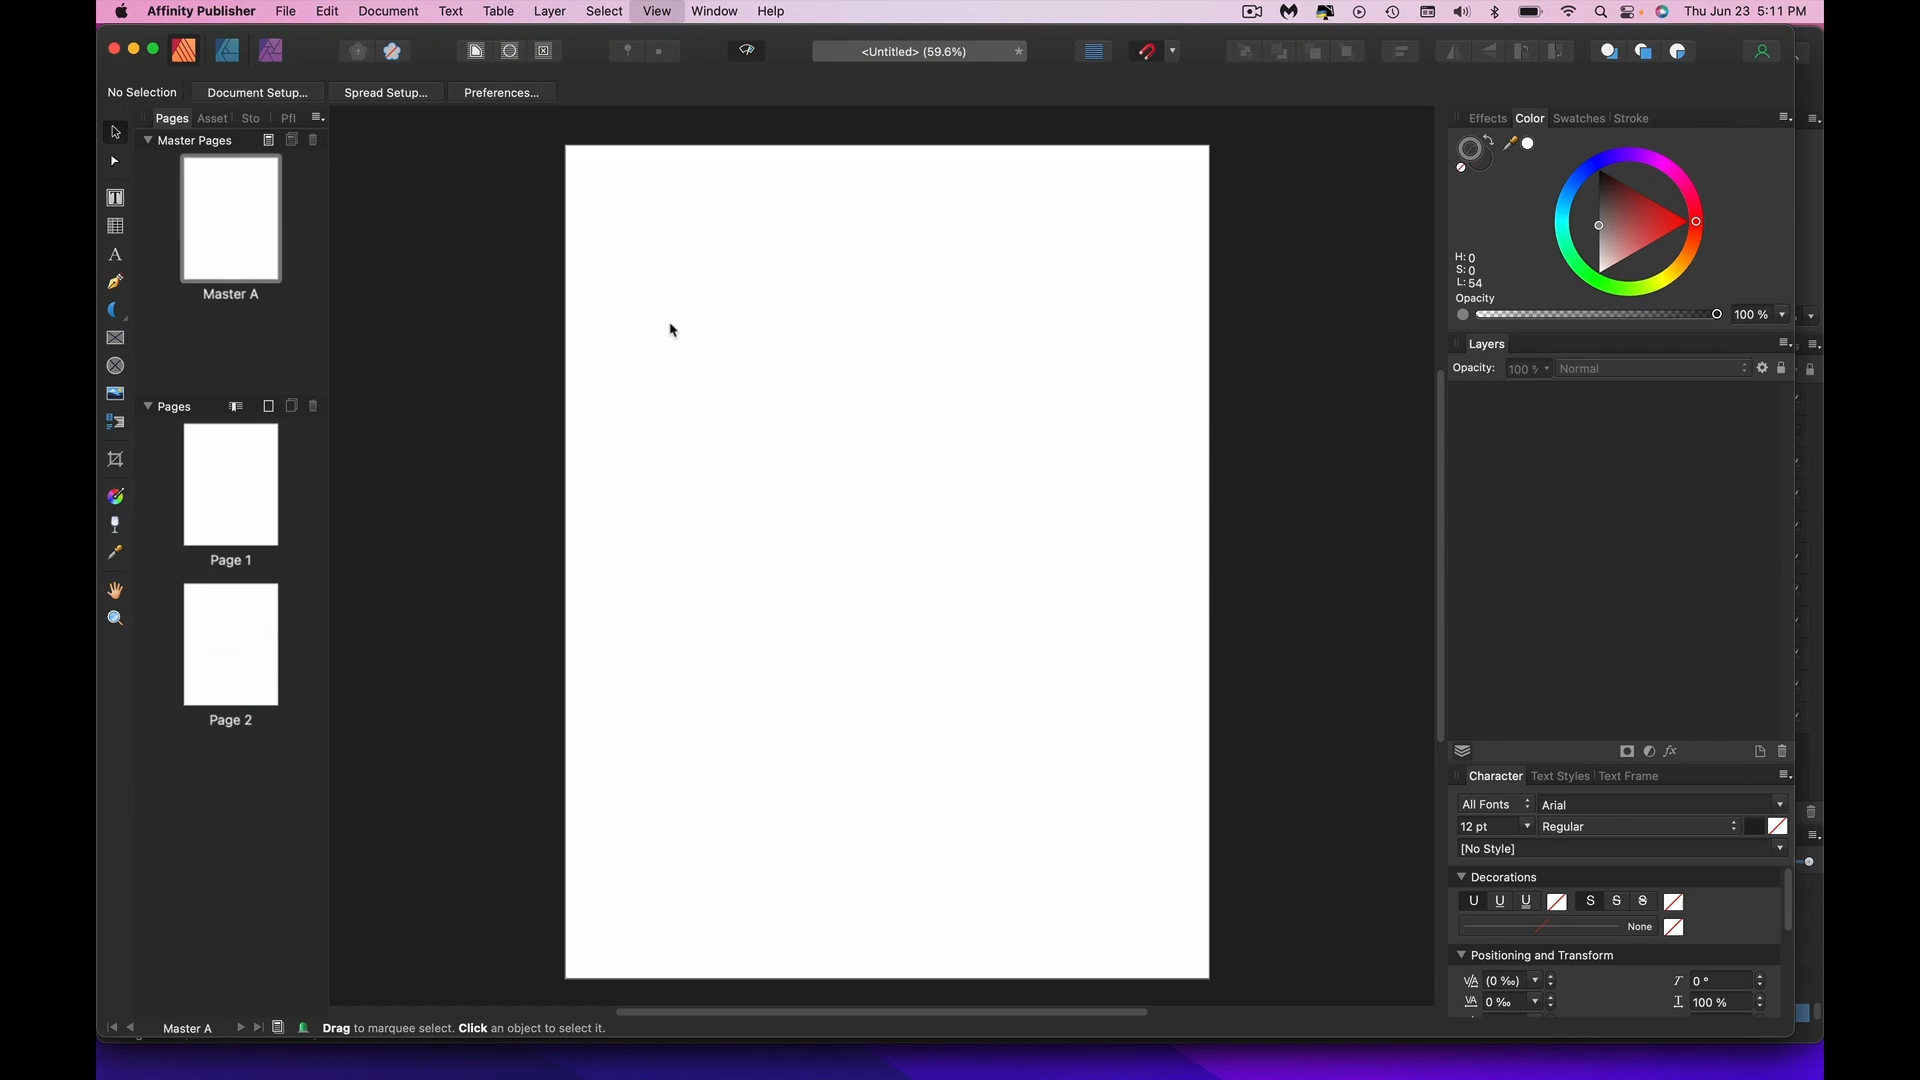 Affinity Publisher File Edit Document Text Table Layer Select View Window Help Thu Jun 23 5:11 PM
<Untitled> (59.6%) *
No Selection Document Setup... Spread Setup... Preferences...
Pages Asset Sto Pfl
Master Pages
Master A
Pages
Page 1
Page 2
Effects Color Swatches Stroke
H: 0
S: 0
L: 54
Opacity
100 %
Layers
Opacity: 100 % Normal
Character Text Styles Text Frame
All Fonts Arial
12 pt Regular
[No Style]
Decorations
U U U S S S
None
Positioning and Transform
V/A (0 ‰) T 0 °
VA 0 ‰ T 100 %
Master A Drag to marquee select. Click an object to select it.